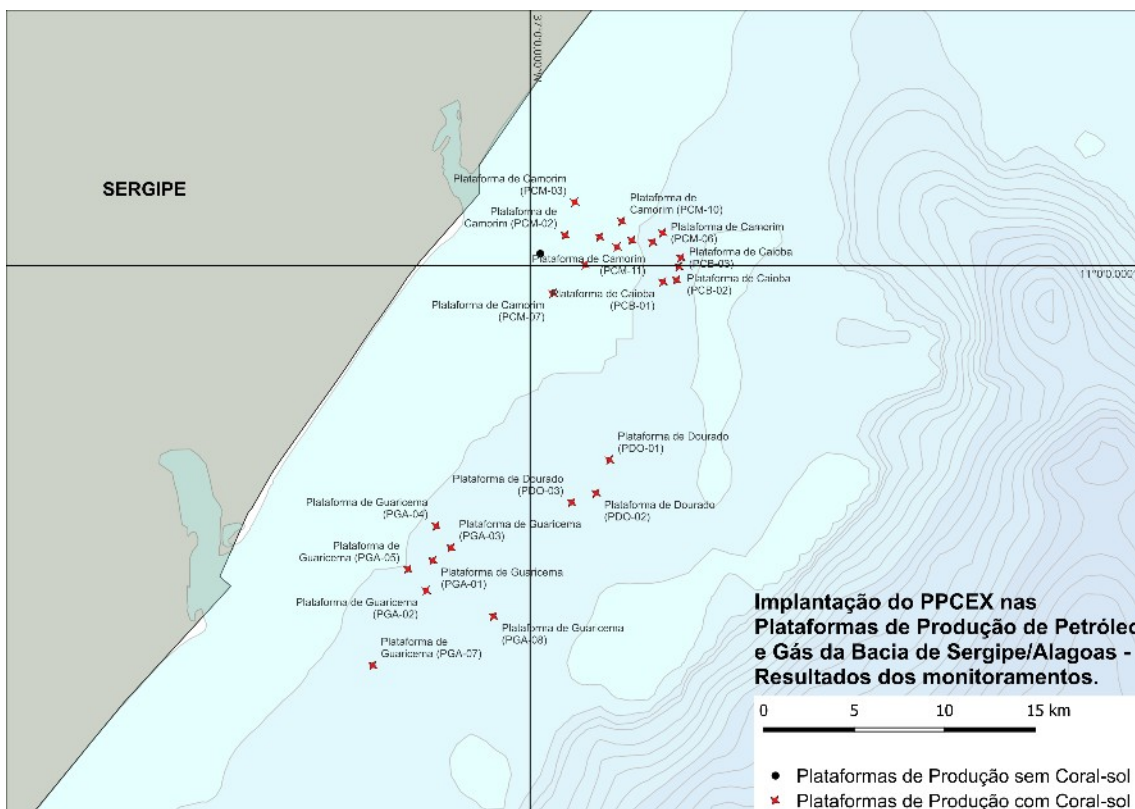 37°0'0.000"W
SERGIPE
Plataforma de Camorim
(PCM-03)
Plataforma de
Camorim (PCM-10)
Plataforma de
Camorim (PCM-02)
Plataforma de Camorim
(PCM-06)
Plataforma de Caioba
(PCB-03)
Plataforma de Camorim
(PCM-11)
11°0'0.000"
Plataforma de Caioba
(PCB-02)
Plataforma de Caioba
(PCB-01)
Plataforma de Camorim
(PCM-07)
Plataforma de Dourado
(PDO-01)
Plataforma de Dourado
(PDO-03)
Plataforma de Dourado
(PDO-02)
Plataforma de Guaricema
(PGA-04)
Plataforma de Guaricema
(PGA-03)
Plataforma de
Guaricema (PGA-05)
Plataforma de Guaricema
(PGA-01)
Plataforma de Guaricema
(PGA-02)
Plataforma de Guaricema
(PGA-08)
Plataforma de
Guaricema (PGA-07)
Implantação do PPCEX nas
Plataformas de Produção de Petróleo
e Gás da Bacia de Sergipe/Alagoas -
Resultados dos monitoramentos.
0 5 10 15 km
Plataformas de Produção sem Coral-sol
Plataformas de Produção com Coral-sol